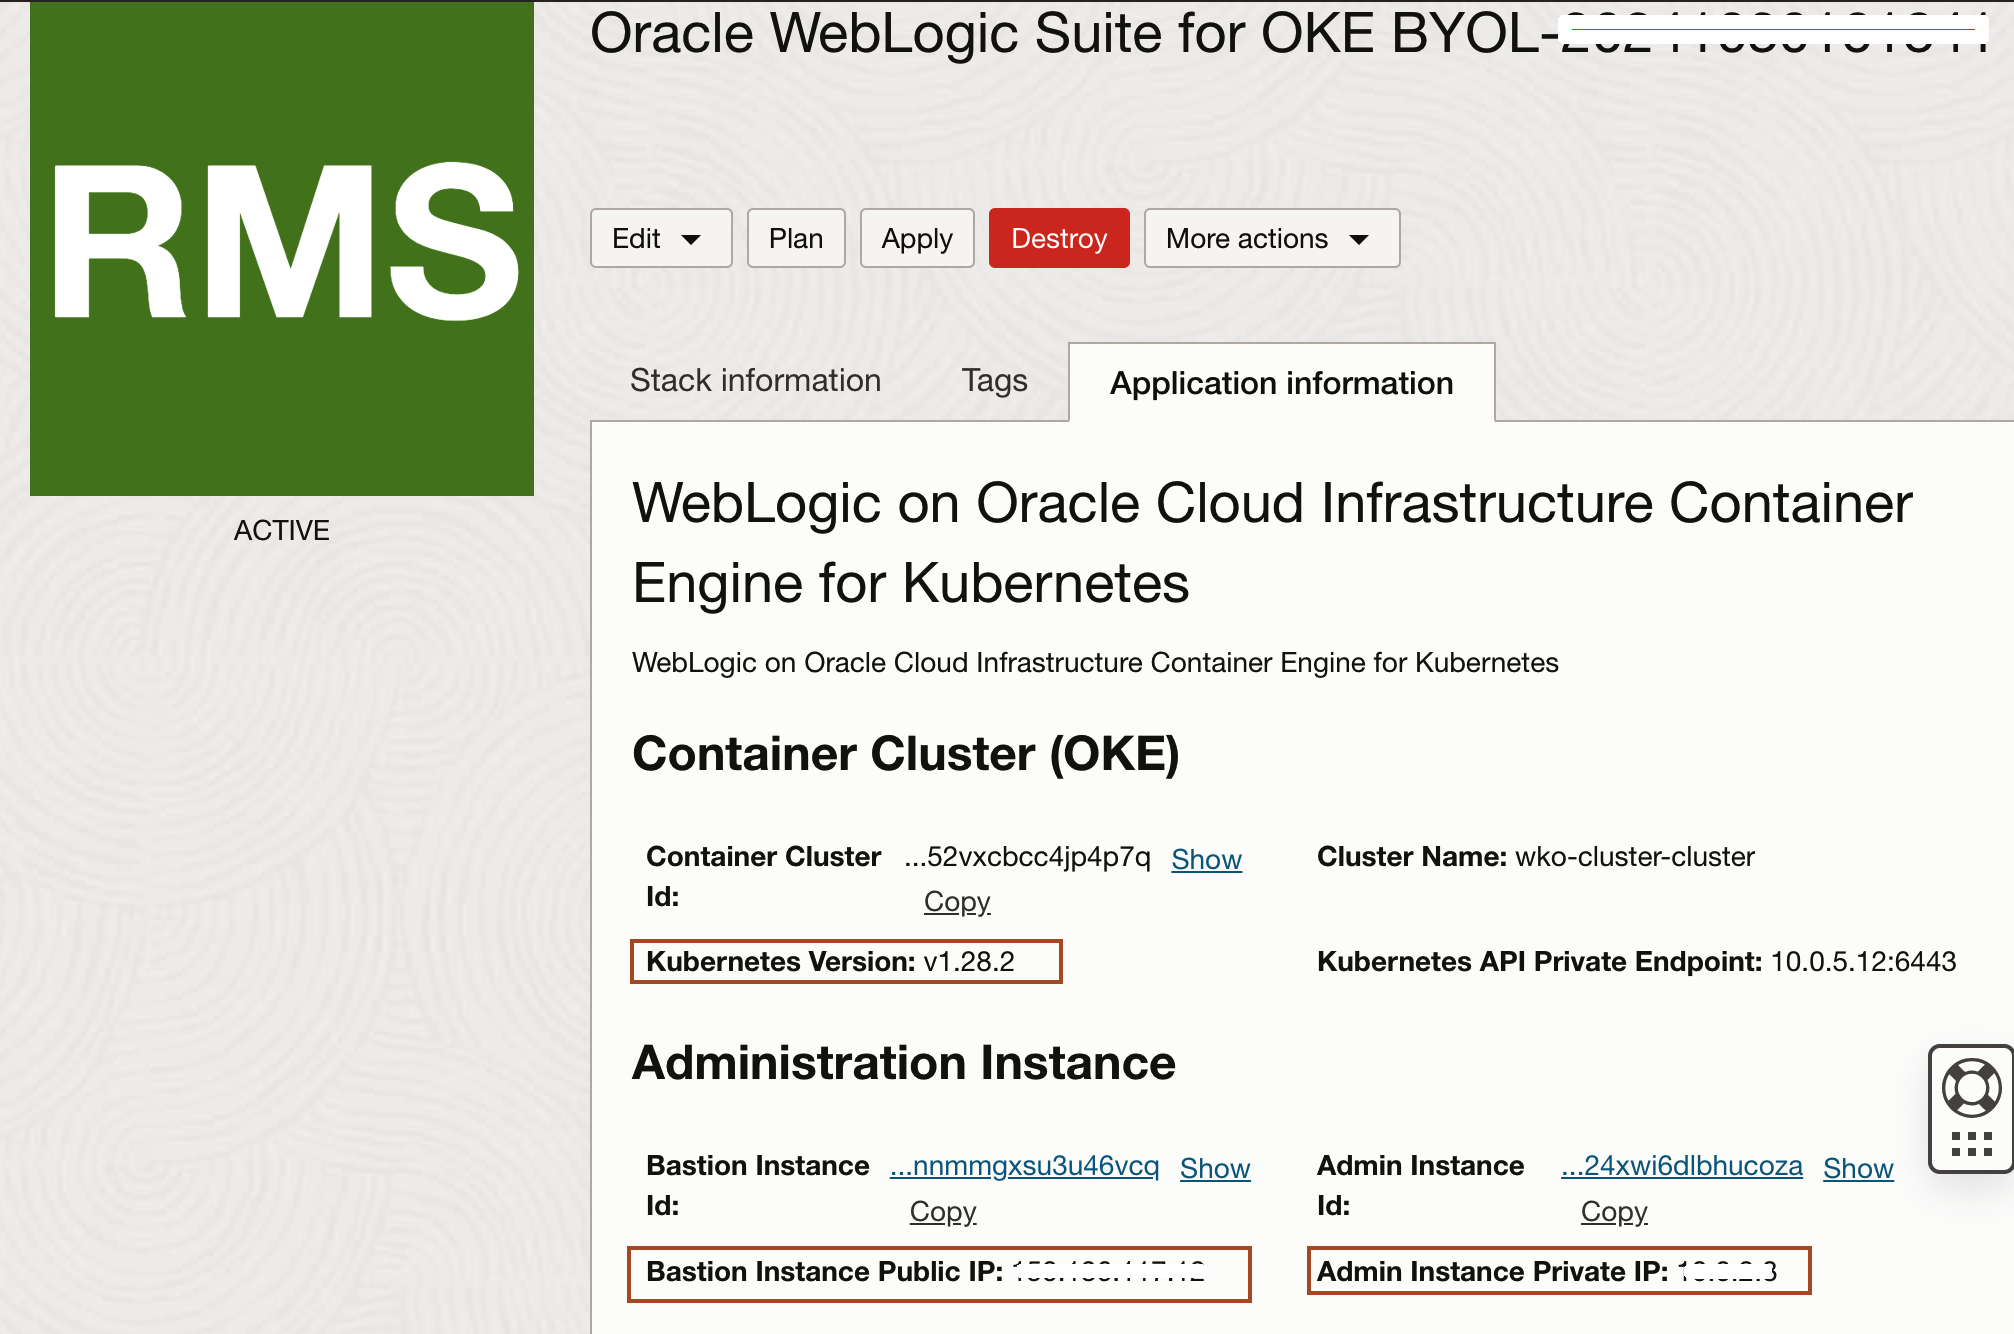 Oracle WebLogic Suite for OKE BYOL-
RMS
ACTIVE
Edit Plan Apply Destroy More actions
Stack information Tags Application information
WebLogic on Oracle Cloud Infrastructure Container
Engine for Kubernetes
WebLogic on Oracle Cloud Infrastructure Container Engine for Kubernetes
Container Cluster (OKE)
Container Cluster ...52vxcbcc4jp4p7q Show Cluster Name: wko-cluster-cluster
Id: Copy
Kubernetes Version: v1.28.2 Kubernetes API Private Endpoint: 10.0.5.12:6443
Administration Instance
Bastion Instance ...nnmmgxsu3u46vcq Show Admin Instance ...24xwi6dlbhucoza Show
Id: Copy Id: Copy
Bastion Instance Public IP: Admin Instance Private IP: